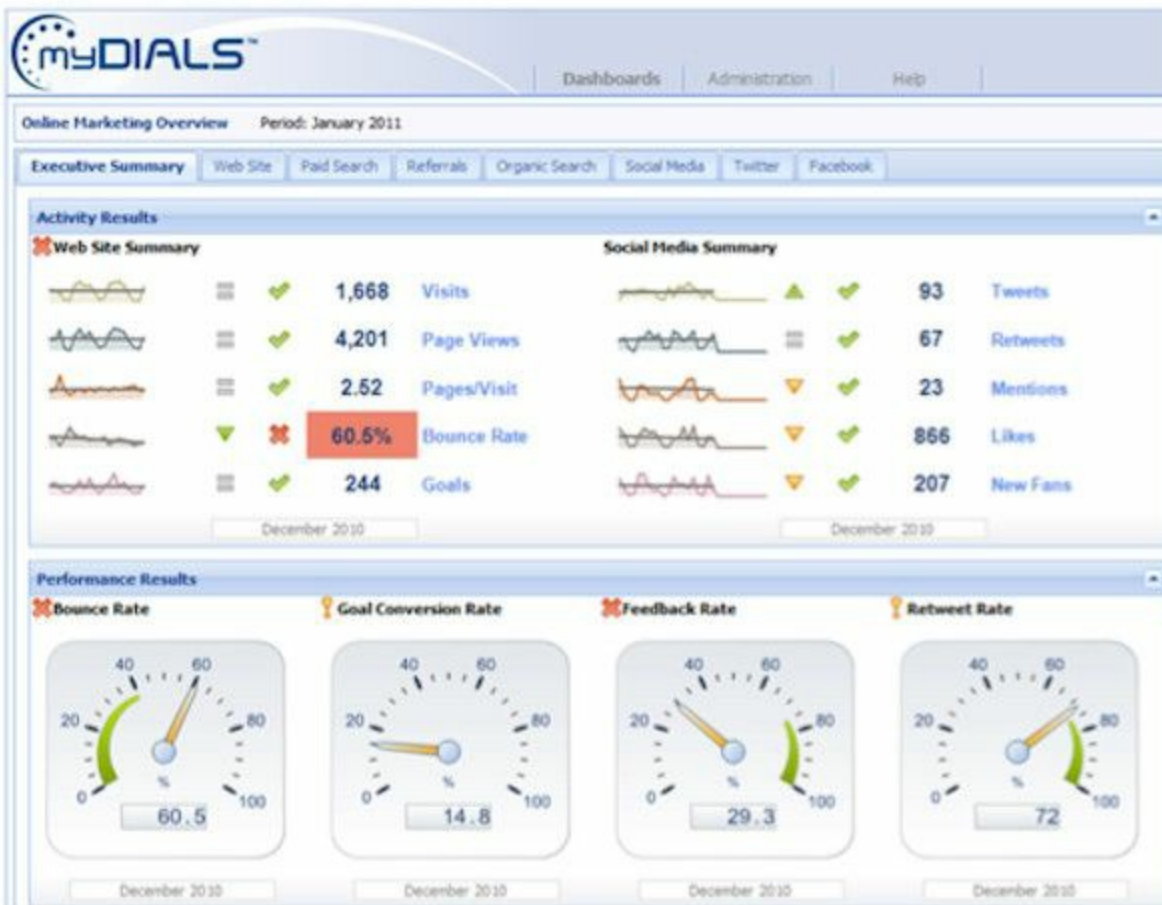 myDIALS™
Dashboards Administration Help
Online Marketing Overview Period: January 2011
Executive Summary Web Site Paid Search Referrals Organic Search Social Media Twitter Facebook
Activity Results
Web Site Summary
1,668 Visits
4,201 Page Views
2.52 Pages/Visit
60.5% Bounce Rate
244 Goals
December 2010
Social Media Summary
93 Tweets
67 Retweets
23 Mentions
866 Likes
207 New Fans
December 2010
Performance Results
Bounce Rate
0 20 40 60 80 100
%
60.5
December 2010
Goal Conversion Rate
0 20 40 60 80 100
%
14.8
December 2010
Feedback Rate
0 20 40 60 80 100
%
29.3
December 2010
Retweet Rate
0 20 40 60 80 100
%
72
December 2010